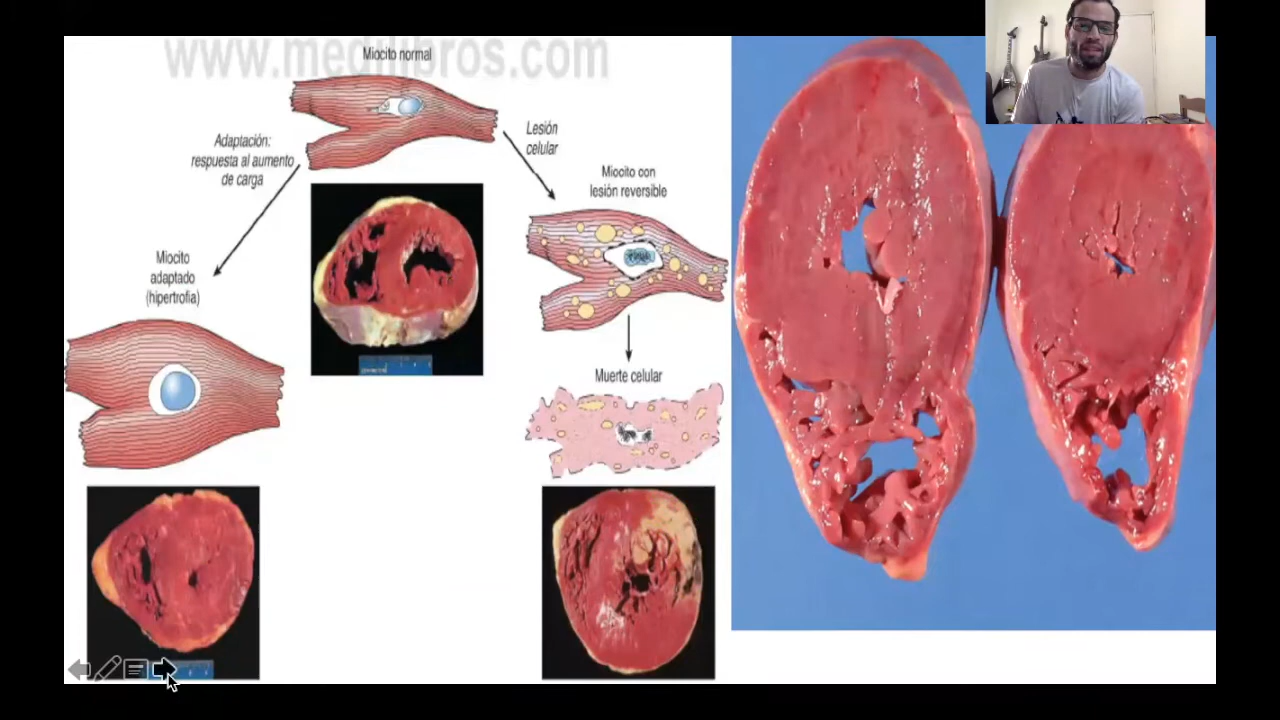 www.medilibros.com
Miocito normal
Adaptación:
respuesta al aumento
de carga
Lesión
celular
Miocito con
lesión reversible
Miocito
adaptado
(hipertrofia)
Muerte celular